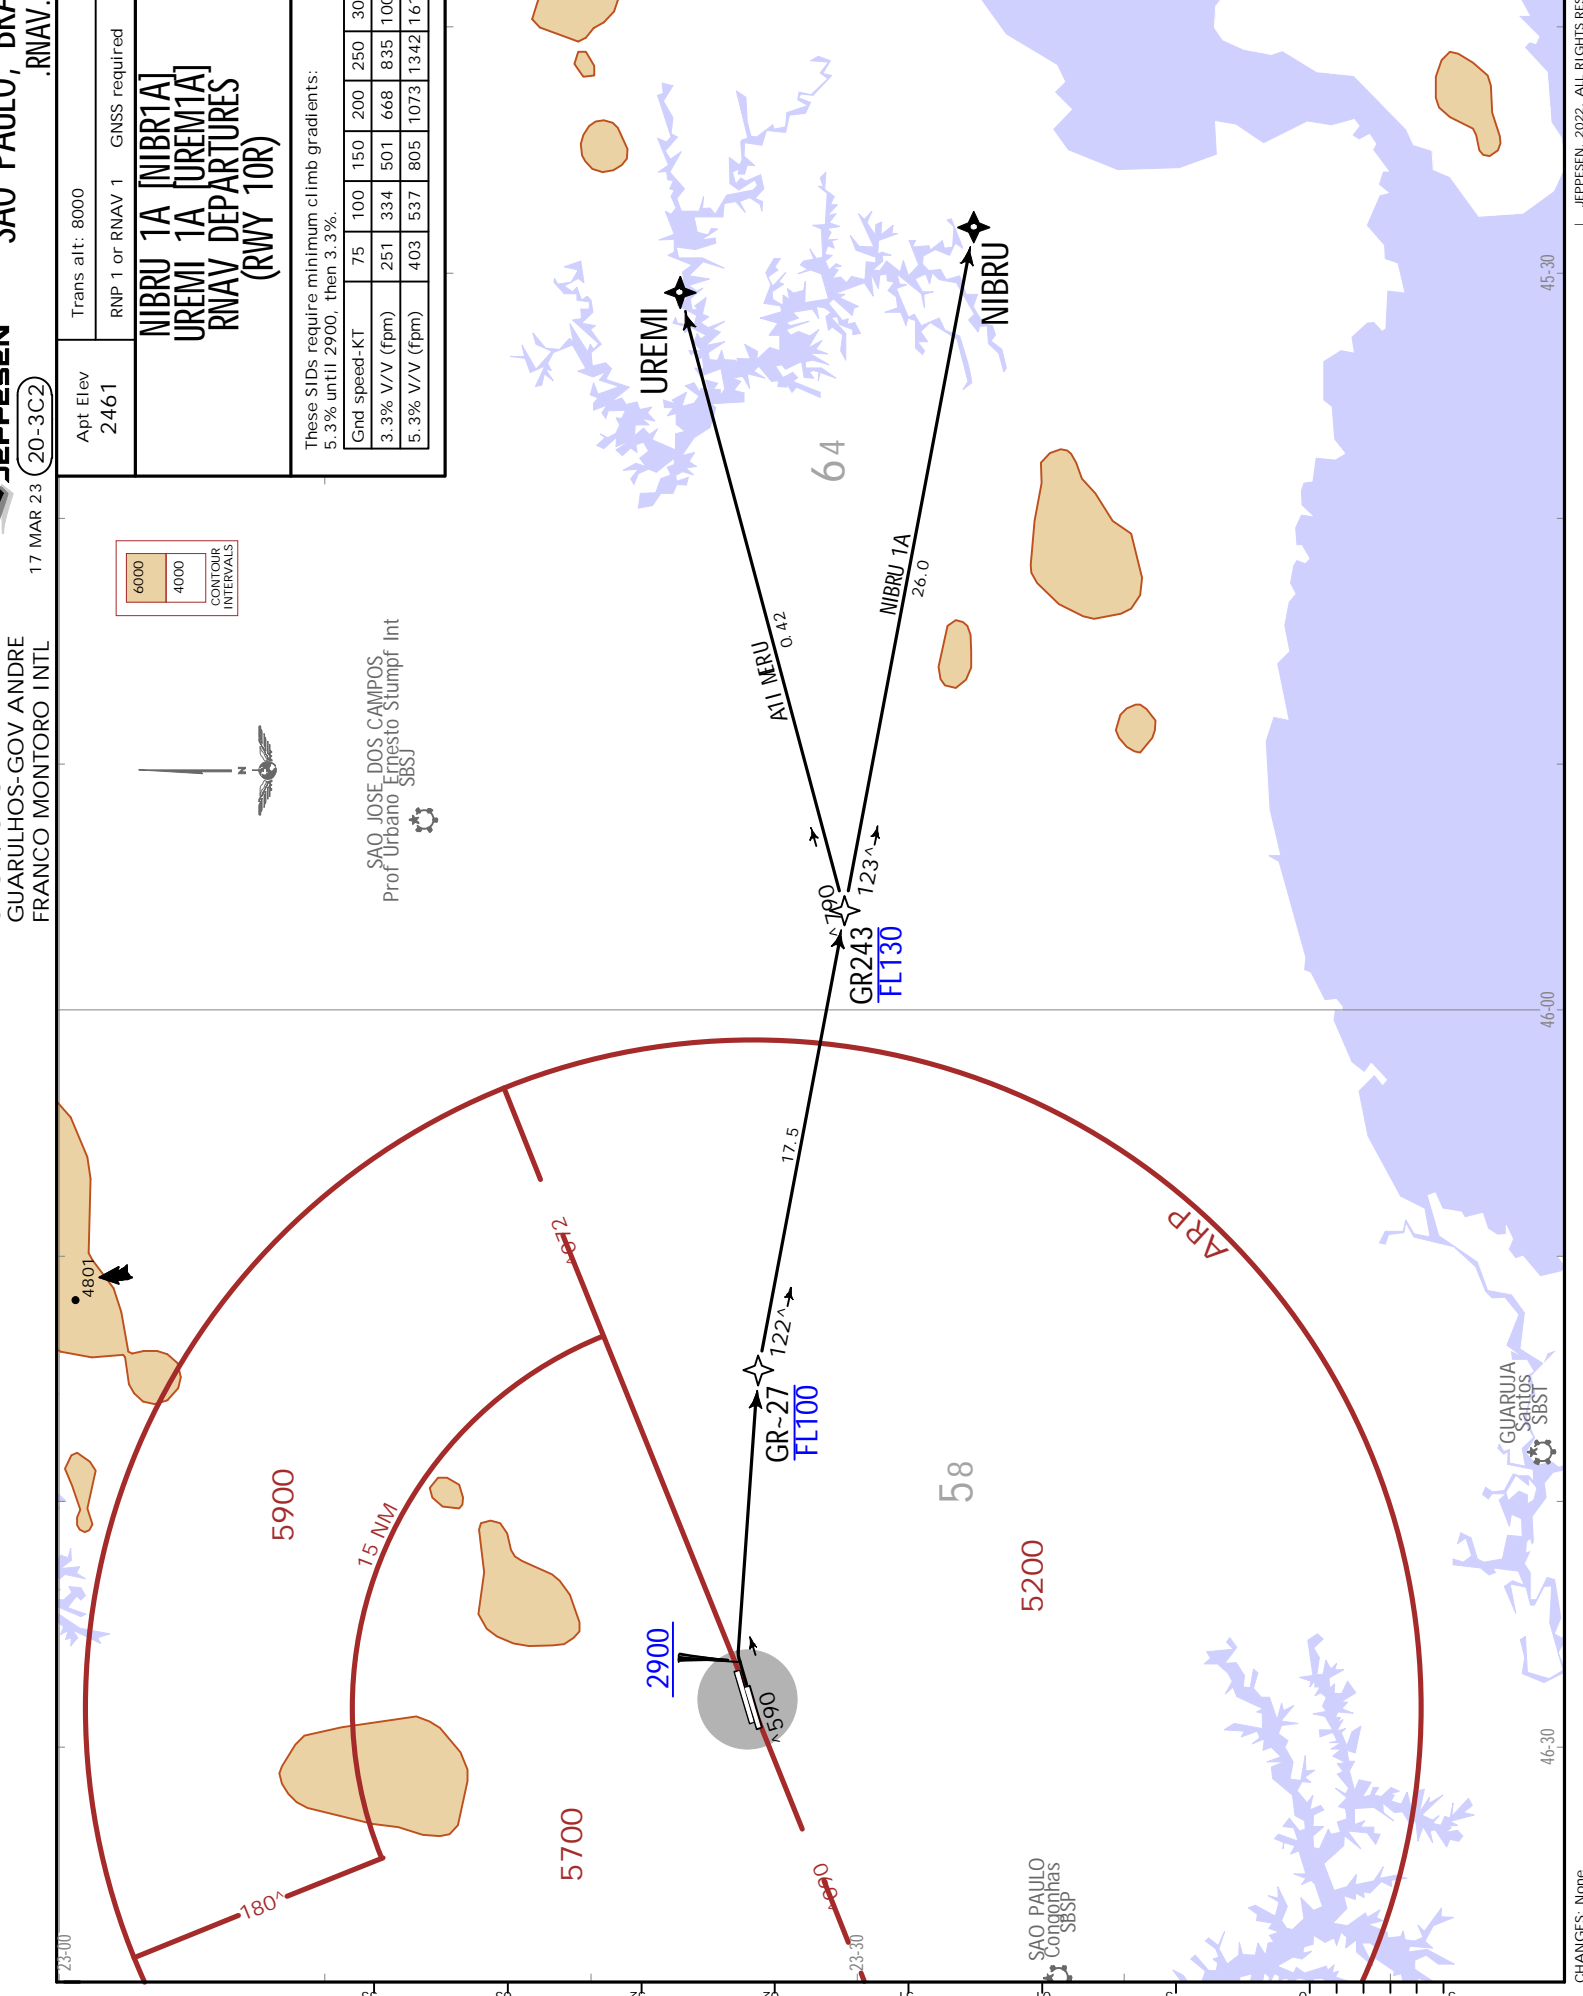 JEPPESEN
SAO PAULO, BRA
.RNAV.
17 MAR 23
20-3C2
GUARULHOS-GOV ANDRE
FRANCO MONTORO INTL
Apt Elev
2461
Trans alt: 8000
RNP 1 or RNAV 1 GNSS required
NIBRU 1A [NIBR1A]
UREMI 1A [UREM1A]
RNAV DEPARTURES
(RWY 10R)
These SIDs require minimum climb gradients:
5.3% until 2900, then 3.3%.
Gnd speed-KT 75 100 150 200 250 30
3.3% V/V (fpm) 251 334 501 668 835 100
5.3% V/V (fpm) 403 537 805 1073 1342 161
6000
4000
CONTOUR
INTERVALS
N
SAO JOSE DOS CAMPOS
Prof Urbano Ernesto Stumpf Int
SBSJ
UREMI
NIBRU
64
NIBRU 1A
26.0
123^
GR243
FL130
17.5
122^
GR~27
FL100
58
2900
^590
4801
5900
15 NM
5700
5200
180^
ARP
GUARUJA
Santos
SBST
SAO PAULO
Congonhas
SBSP
23-00
23-30
45-30
46-00
46-30
CHANGES: None
| JEPPESEN, 2022. ALL RIGHTS RES